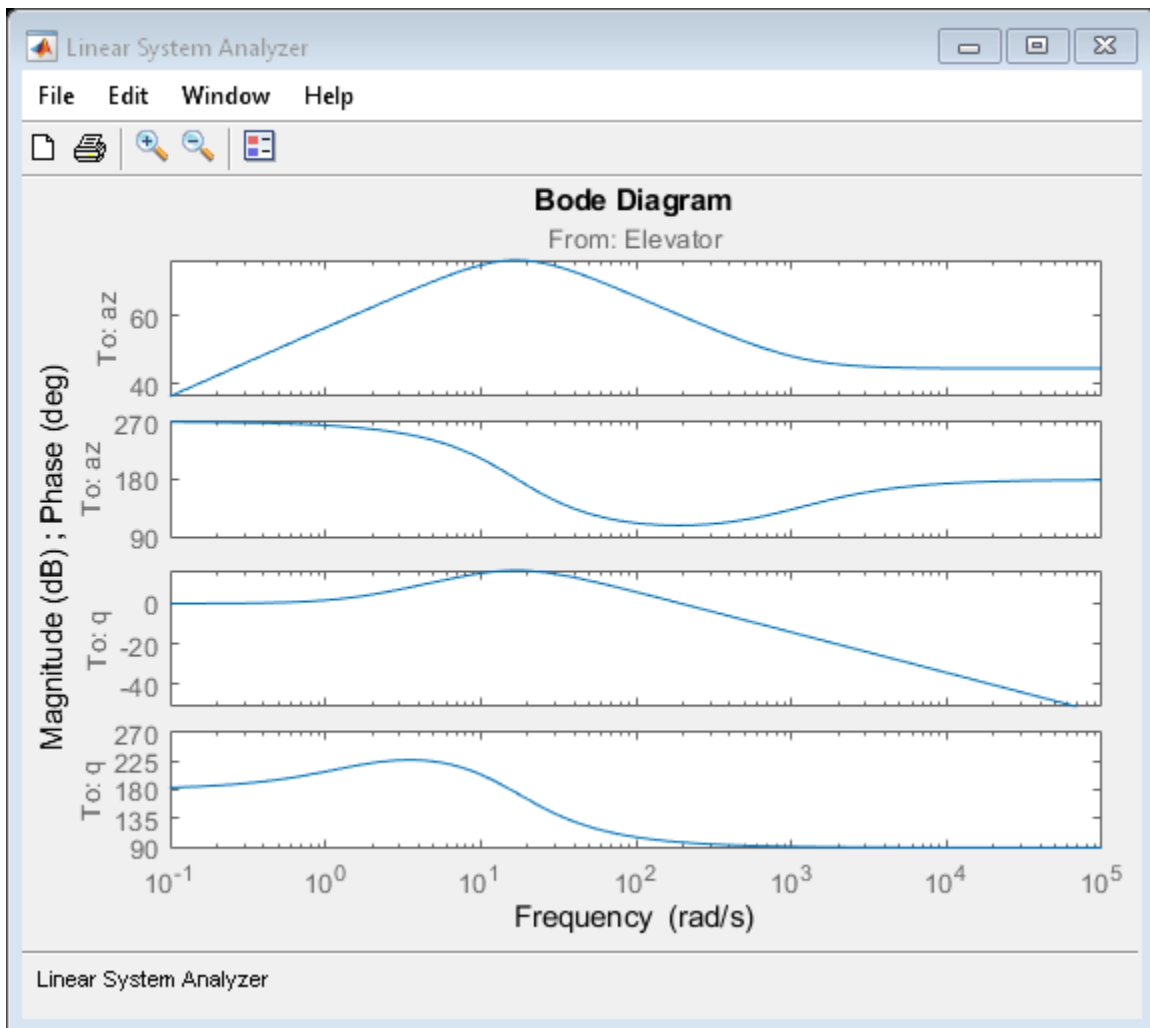 Linear System Analyzer
File Edit Window Help
Bode Diagram
From: Elevator
To: az
60
40
To: az
270
180
90
Magnitude (dB) ; Phase (deg)
To: q
0
-20
-40
To: q
270
225
180
135
90
10^-1 10^0 10^1 10^2 10^3 10^4 10^5
Frequency (rad/s)
Linear System Analyzer